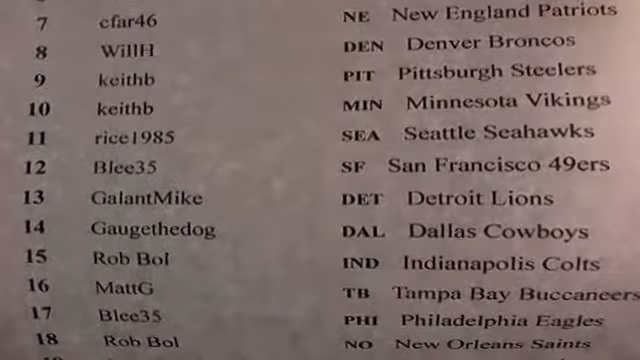 7 cfar46 NE New England Patriots
8 WillH DEN Denver Broncos
9 keithb PIT Pittsburgh Steelers
10 keithb MIN Minnesota Vikings
11 rice1985 SEA Seattle Seahawks
12 Blee35 SF San Francisco 49ers
13 GalantMike DET Detroit Lions
14 Gaugethedog DAL Dallas Cowboys
15 Rob Bol IND Indianapolis Colts
16 MattG TB Tampa Bay Buccaneers
17 Blee35 PHI Philadelphia Eagles
18 Rob Bol NO New Orleans Saints